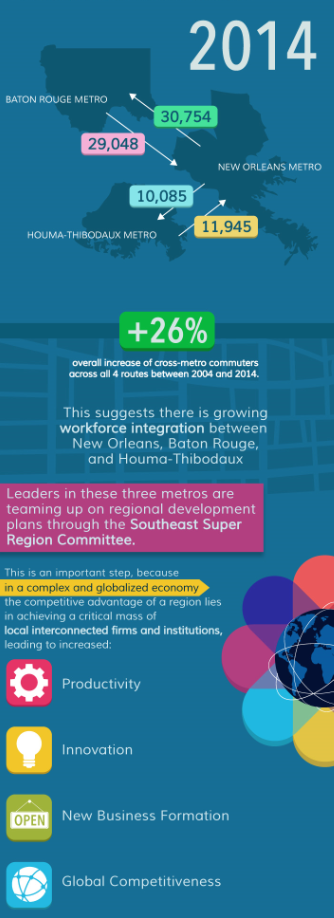 2014
BATON ROUGE METRO
30,754
29,048
NEW ORLEANS METRO
10,085
HOUMA-THIBODAUX METRO
11,945
+26%
overall increase of cross-metro commuters
across all 4 routes between 2004 and 2014.
This suggests there is growing
workforce integration between
New Orleans, Baton Rouge,
and Houma-Thibodaux
Leaders in these three metros are
teaming up on regional development
plans through the Southeast Super
Region Committee.
This is an important step, because
in a complex and globalized economy
the competitive advantage of a region lies
in achieving a critical mass of
local interconnected firms and institutions,
leading to increased:
Productivity
Innovation
OPEN
New Business Formation
Global Competitiveness